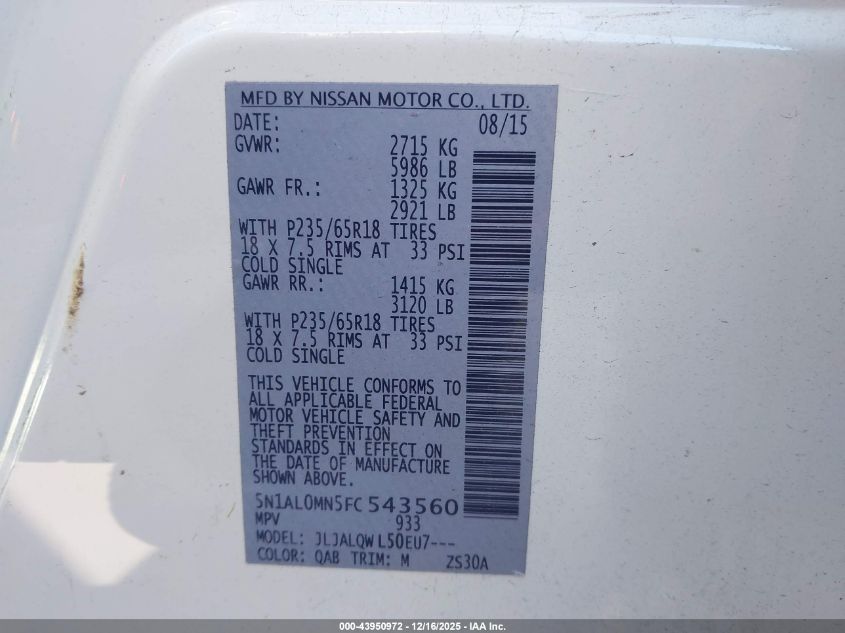 MFD BY NISSAN MOTOR CO., LTD.
DATE: 08/15
GVWR: 2715 KG
5986 LB
GAWR FR.: 1325 KG
2921 LB
WITH P235/65R18 TIRES
18 X 7.5 RIMS AT 33 PSI
COLD SINGLE
GAWR RR.: 1415 KG
3120 LB
WITH P235/65R18 TIRES
18 X 7.5 RIMS AT 33 PSI
COLD SINGLE
THIS VEHICLE CONFORMS TO
ALL APPLICABLE FEDERAL
MOTOR VEHICLE SAFETY AND
THEFT PREVENTION
STANDARDS IN EFFECT ON
THE DATE OF MANUFACTURE
SHOWN ABOVE.
5N1AL0MN5FC 543560
MPV 933
MODEL: JLJALQW L50EU7---
COLOR: QAB TRIM: M ZS30A
000-43950972 - 12/16/2025 - IAA Inc.